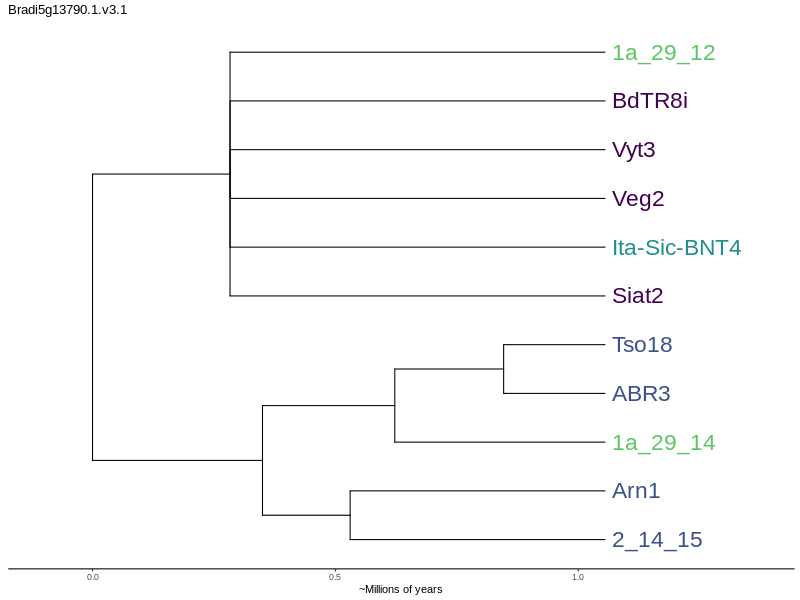 Bradi5g13790.1.v3.1
1a_29_12
BdTR8i
Vyt3
Veg2
Ita-Sic-BNT4
Siat2
Tso18
ABR3
1a_29_14
Arn1
2_14_15
0.0 0.5 1.0
~Millions of years